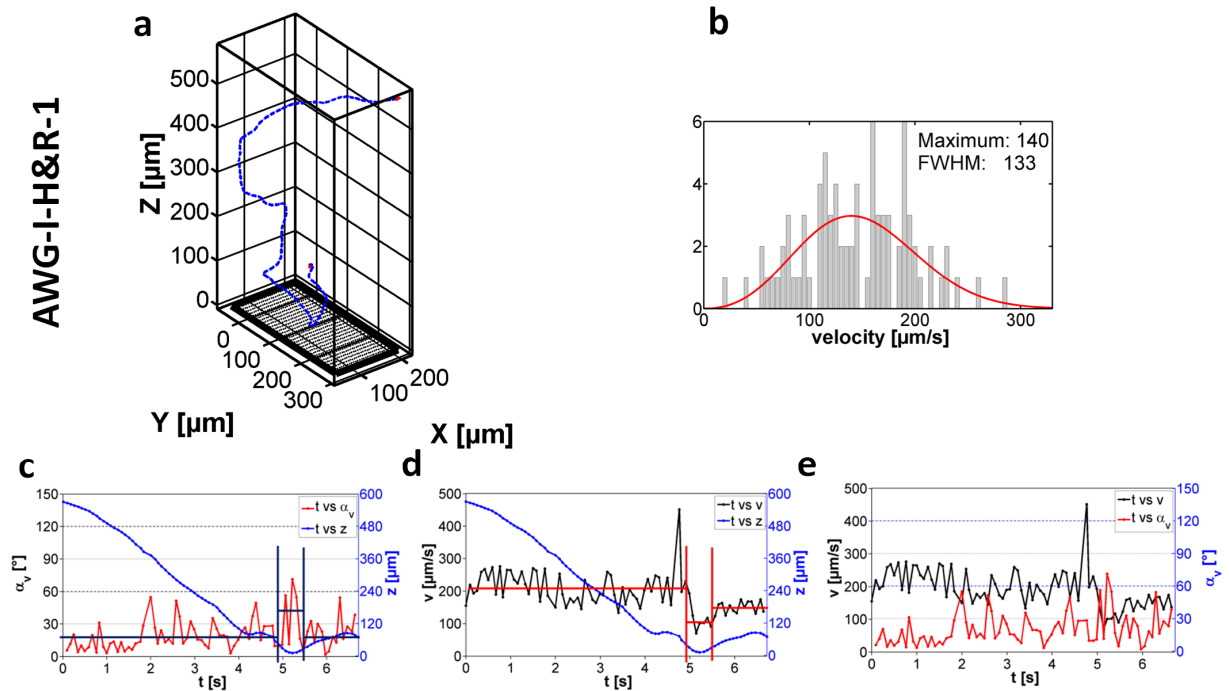 AWG-I-H&R-1
a
500
400
300
200
100
0
Z [µm]
0
100
200
300
Y [µm]
200
100
X [µm]
b
6
4
2
0
Maximum: 140
FWHM: 133
0 100 200 300
velocity [µm/s]
c
150
120
90
60
30
0
αv [°]
t vs αv
t vs z
600
480
360
240
120
0
z [µm]
0 1 2 3 4 5 6
t [s]
d
500
400
300
200
100
0
v [µm/s]
t vs v
t vs z
600
480
360
240
120
0
z [µm]
0 1 2 3 4 5 6
t [s]
e
500
400
300
200
100
0
v [µm/s]
t vs v
t vs αv
150
120
90
60
30
0
αv [°]
0 1 2 3 4 5 6
t [s]